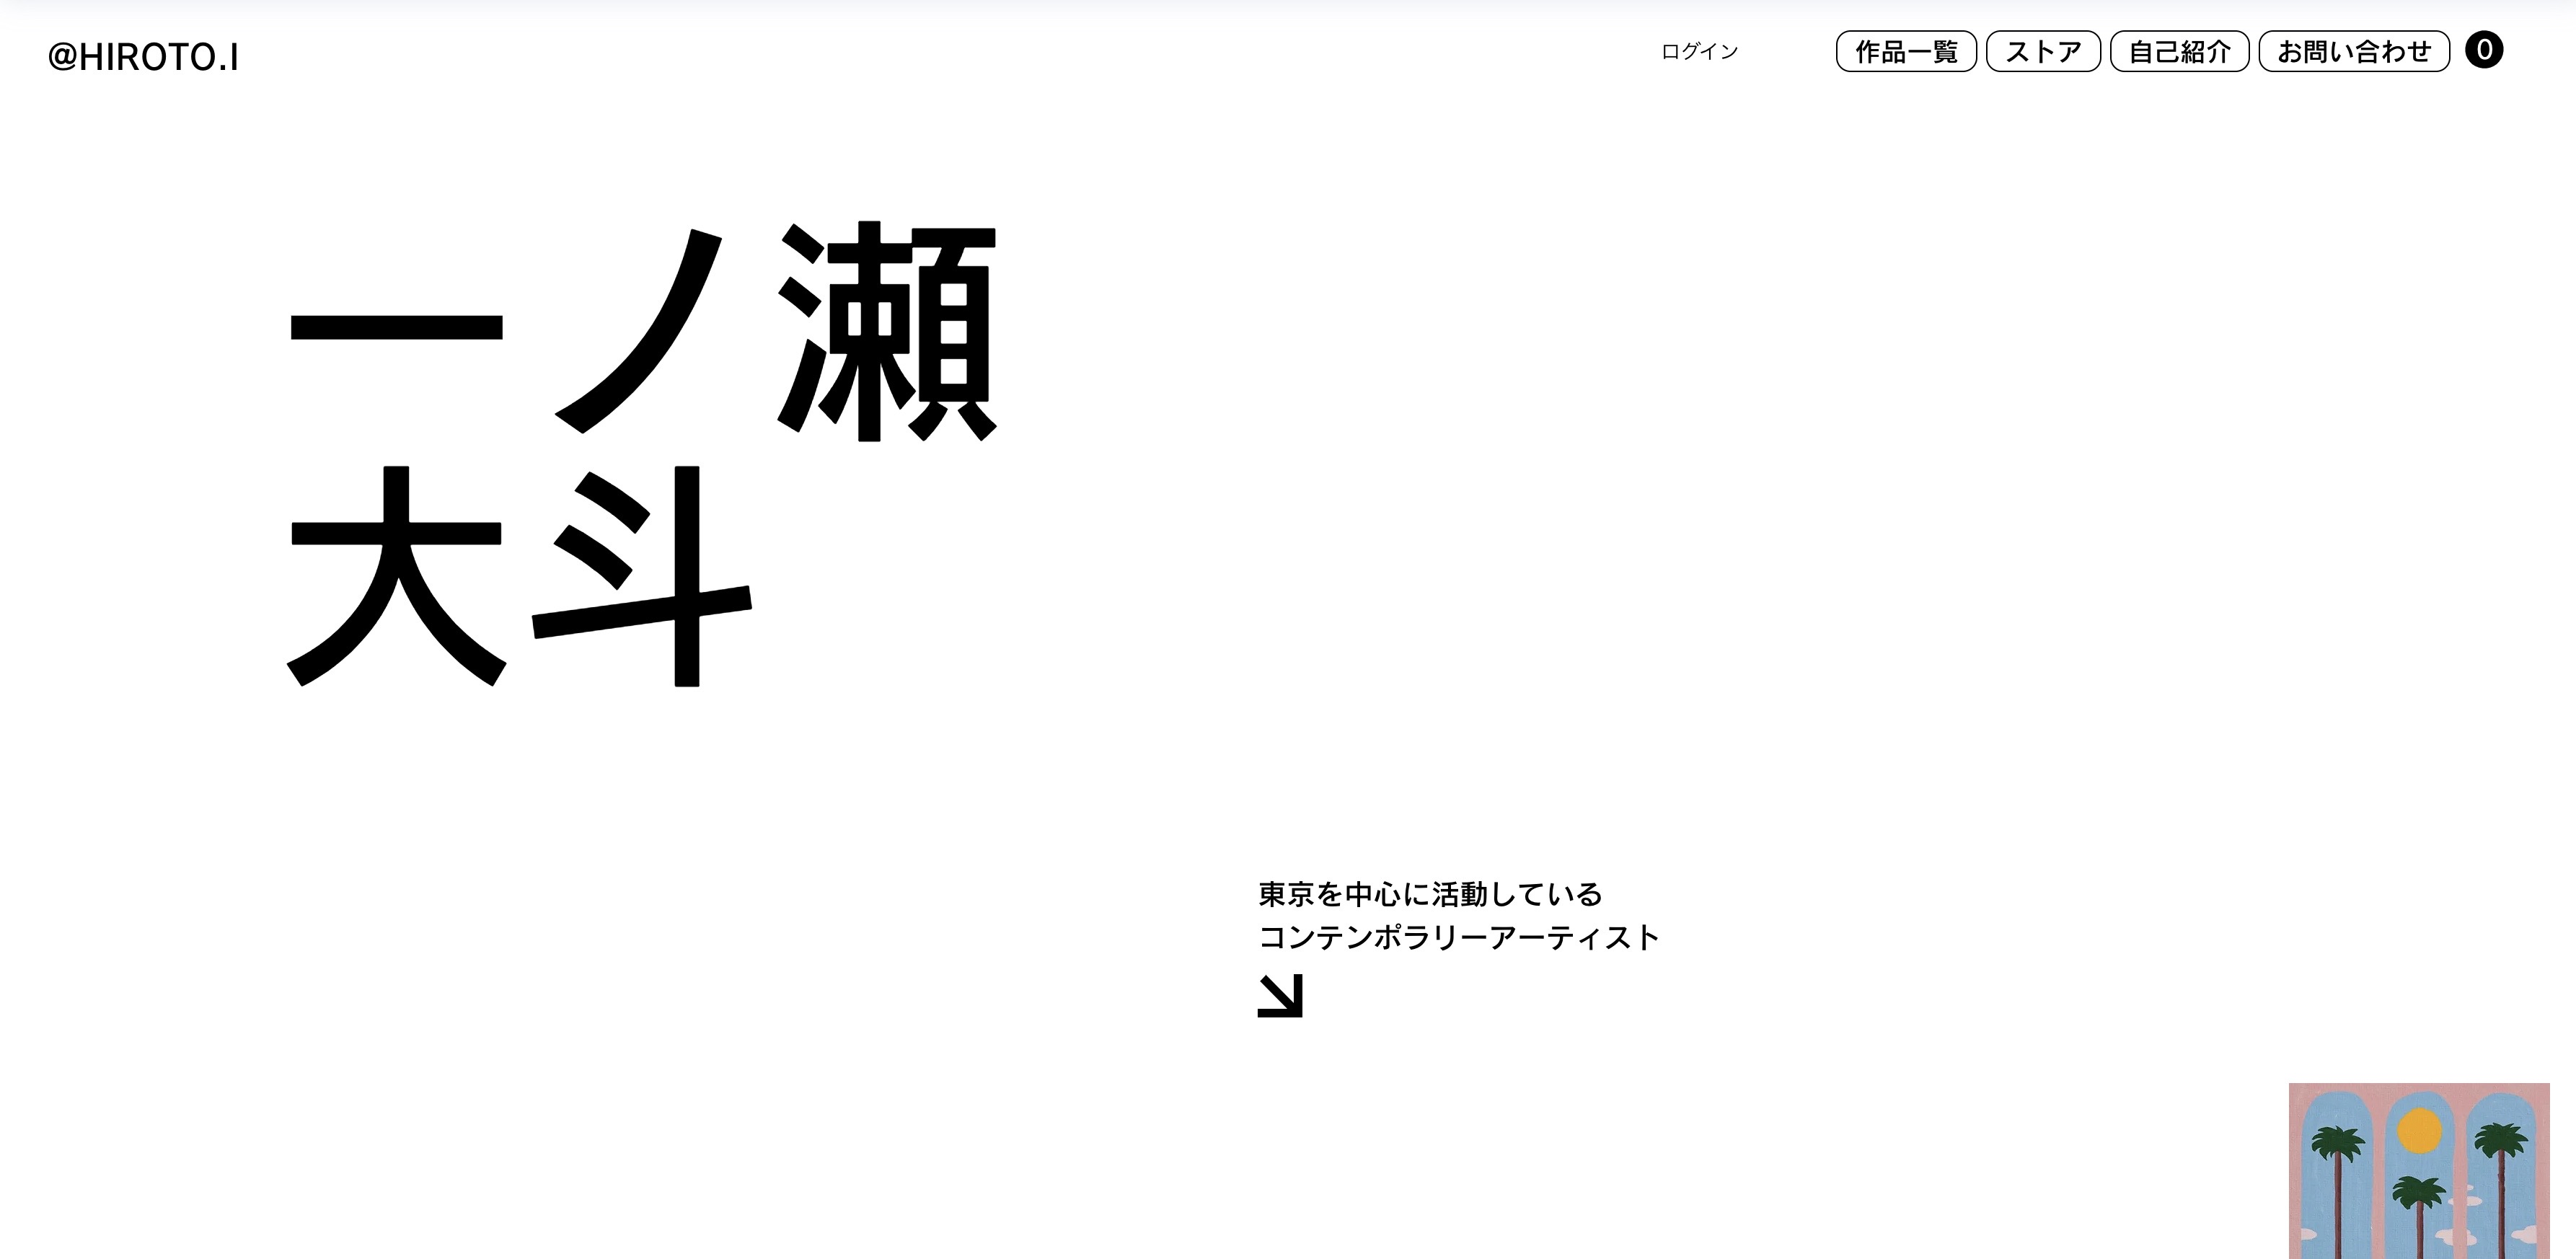 @HIROTO.I
ログイン
作品一覧
ストア
自己紹介
お問い合わせ
0
一ノ瀬
大斗
東京を中心に活動している
コンテンポラリーアーティスト